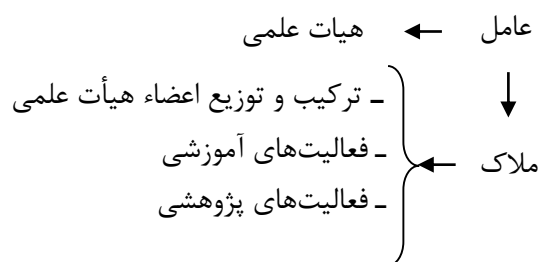 عامل ← هیات علمی
ـ ترکیب و توزیع اعضاء هیأت علمی
ـ فعالیت‌های آموزشی
ملاک
ـ فعالیت‌های پژوهشی